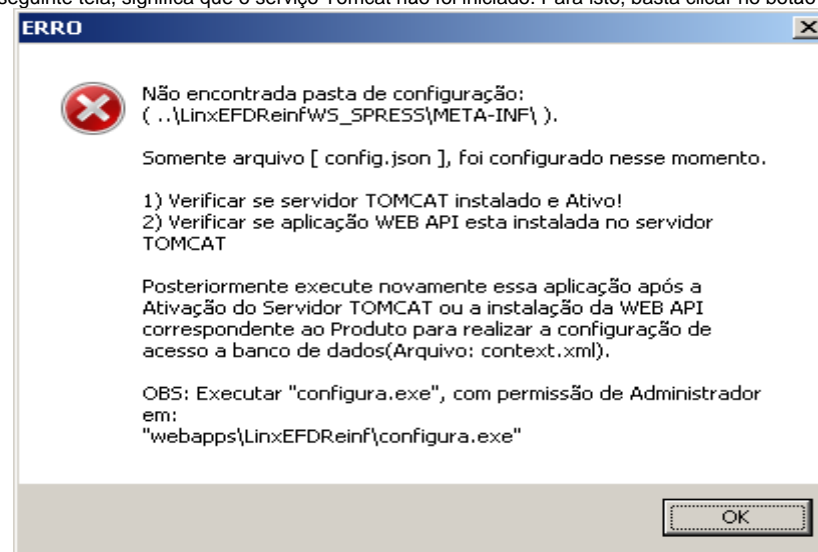 seguinte tela, significa que o serviço Tomcat não foi iniciado. Para isto, basta clicar no botão
ERRO
Não encontrada pasta de configuração:
( ..\LinxEFDReinfWS_SPRESS\META-INF\ ).
Somente arquivo [ config.json ], foi configurado nesse momento.
1) Verificar se servidor TOMCAT instalado e Ativo!
2) Verificar se aplicação WEB API esta instalada no servidor
TOMCAT
Posteriormente execute novamente essa aplicação após a
Ativação do Servidor TOMCAT ou a instalação da WEB API
correspondente ao Produto para realizar a configuração de
acesso a banco de dados(Arquivo: context.xml).
OBS: Executar "configura.exe", com permissão de Administrador
em:
"webapps\LinxEFDReinf\configura.exe"
OK